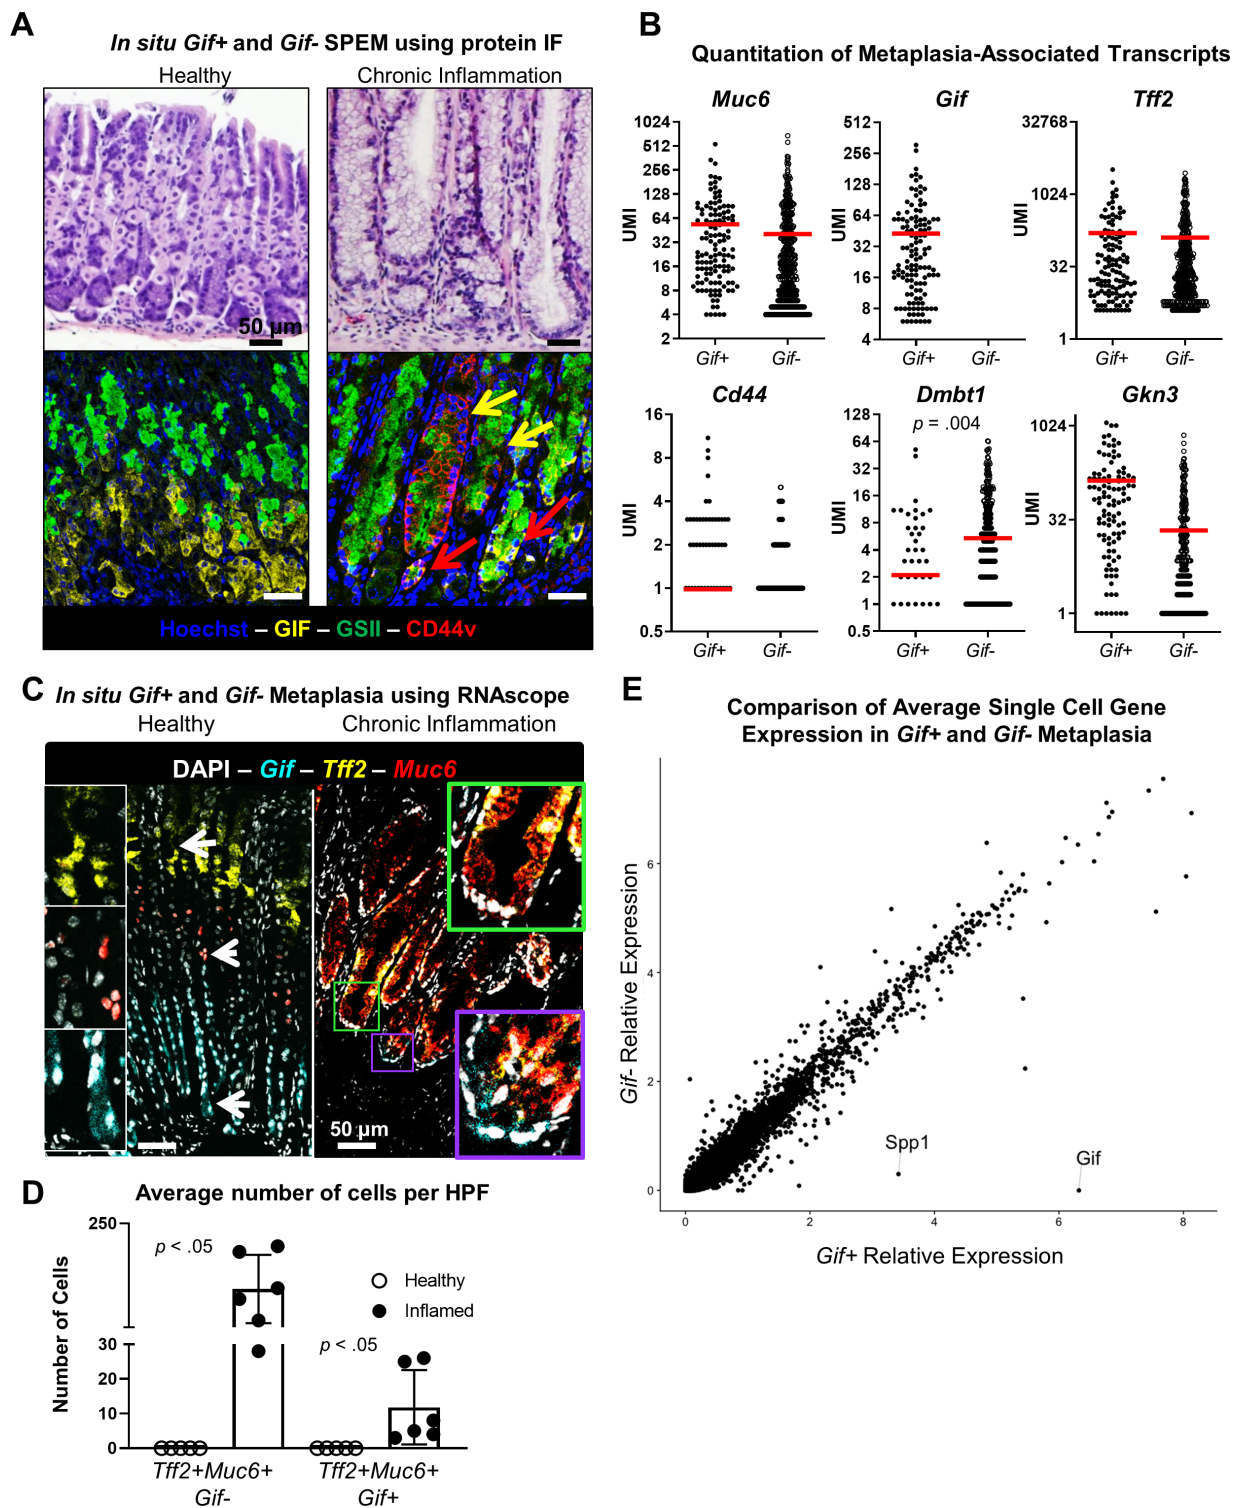 A
In situ Gif+ and Gif- SPEM using protein IF
Healthy
Chronic Inflammation
50 µm
Hoechst – GIF – GSII – CD44v
B
Quantitation of Metaplasia-Associated Transcripts
Muc6
UMI
1024
512
256
128
64
32
16
8
4
2
Gif+
Gif-
Gif
UMI
512
256
128
64
32
16
8
4
Gif+
Gif-
Tff2
UMI
32768
1024
32
1
Gif+
Gif-
Cd44
UMI
16
8
4
2
1
0.5
Gif+
Gif-
Dmbt1
p = .004
UMI
128
64
32
16
8
4
2
1
0.5
Gif+
Gif-
Gkn3
UMI
1024
32
1
Gif+
Gif-
C
In situ Gif+ and Gif- Metaplasia using RNAscope
Healthy
Chronic Inflammation
DAPI – Gif – Tff2 – Muc6
50 µm
D
Average number of cells per HPF
Number of Cells
250
30
20
10
0
p < .05
p < .05
Healthy
Inflamed
Tff2+Muc6+
Gif-
Tff2+Muc6+
Gif+
E
Comparison of Average Single Cell Gene
Expression in Gif+ and Gif- Metaplasia
Gif- Relative Expression
6
4
2
0
Spp1
Gif
0
2
4
6
8
Gif+ Relative Expression